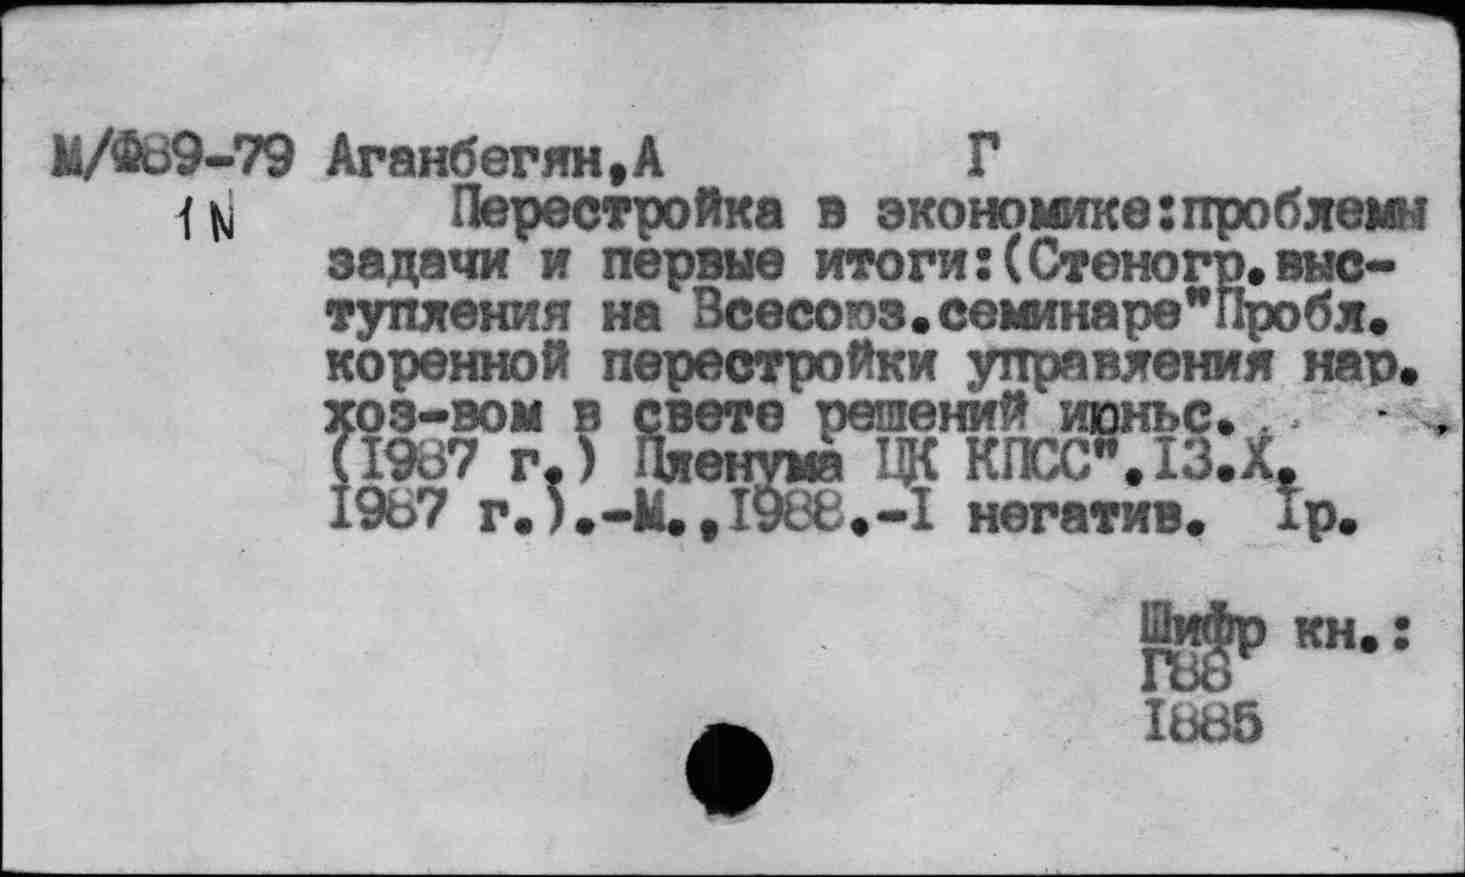 М/Ф89-79 Аганбегян,А Г
1N Перестройка в экономике:проблемы
задачи и первые итоги:(Стеногр.выс-
тупления на Всесоюз.семинаре"Пробл.
коренной перестройки управления нар.
хоз-вом в свете решений июньс.
(1987 г.) Пленума ЦК КПСС".13.X.
1987 г.).-М.,1988.-1 негатив. 1р.
Шифр кн.:
Г88
1885